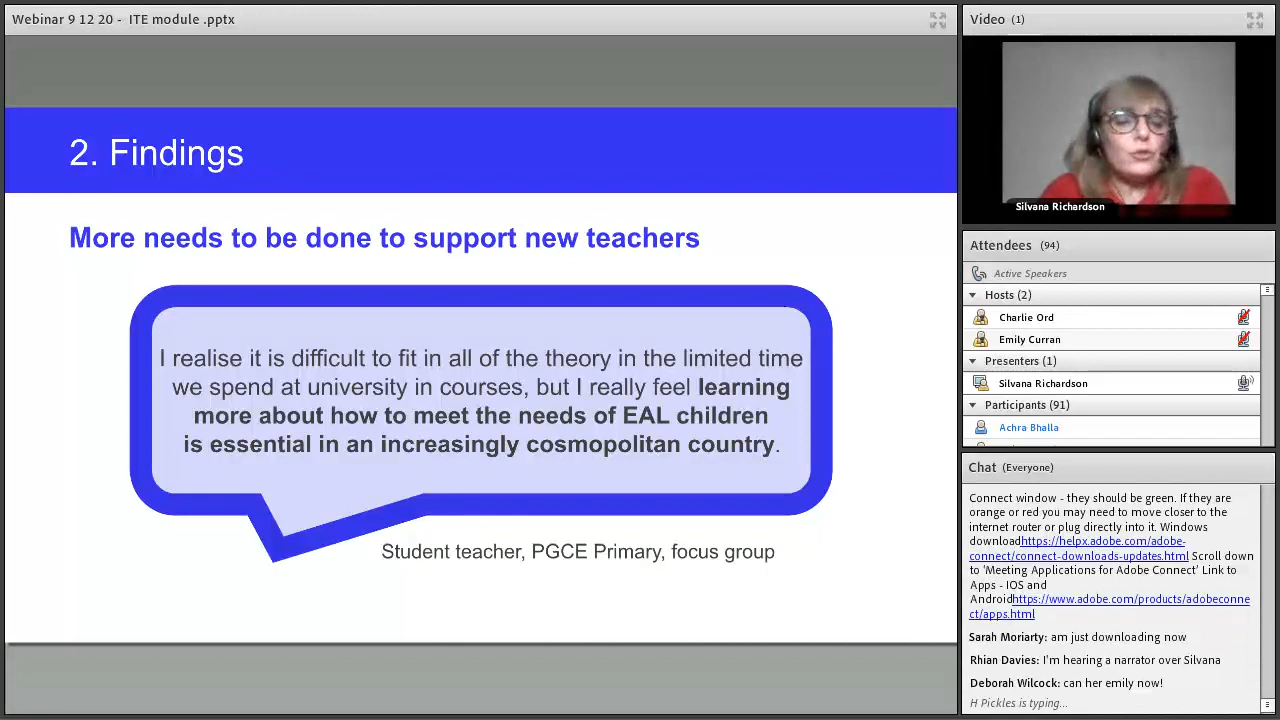 Webinar 9 12 20 - ITE module .pptx
2. Findings
More needs to be done to support new teachers
I realise it is difficult to fit in all of the theory in the limited time
we spend at university in courses, but I really feel learning
more about how to meet the needs of EAL children
is essential in an increasingly cosmopolitan country.
Student teacher, PGCE Primary, focus group
Video (1)
Silvana Richardson
Attendees (94)
Active Speakers
Hosts (2)
Charlie Ord
Emily Curran
Presenters (1)
Silvana Richardson
Participants (91)
Achra Bhalla
Chat (Everyone)
Connect window - they should be green. If they are
orange or red you may need to move closer to the
internet router or plug directly into it. Windows
downloadhttps://helpx.adobe.com/adobe-
connect/connect-downloads-updates.html Scroll down
to ‘Meeting Applications for Adobe Connect’ Link to
Apps - IOS and
Androidhttps://www.adobe.com/products/adobeconne
ct/apps.html
Sarah Moriarty: am just downloading now
Rhian Davies: I'm hearing a narrator over Silvana
Deborah Wilcock: can her emily now!
H Pickles is typing...